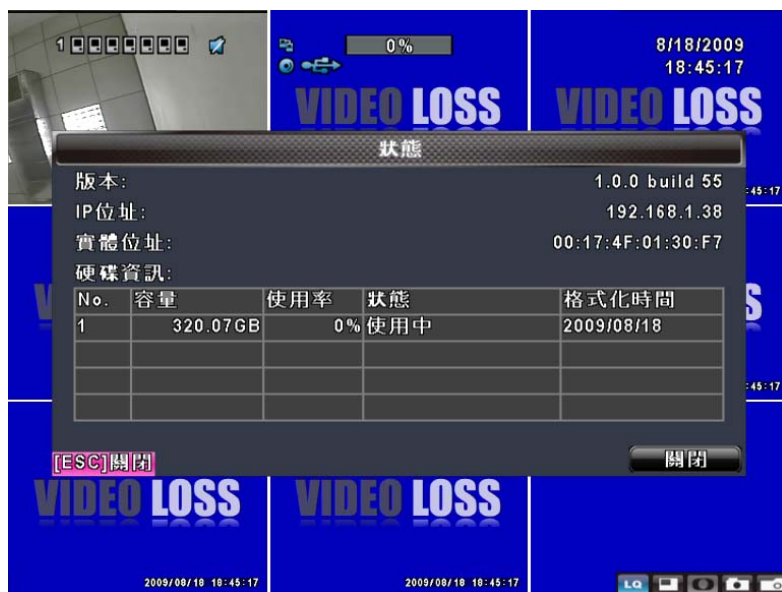 1
0%
8/18/2009
18:45:17
VIDEO LOSS
VIDEO LOSS
狀態
版本: 1.0.0 build 55
IP位址: 192.168.1.38
實體位址: 00:17:4F:01:30:F7
硬碟資訊:
No. 容量 使用率 狀態 格式化時間
1 320.07GB 0% 使用中 2009/08/18
:45:17
:45:17
[ESC]關閉
關閉
VIDEO LOSS
VIDEO LOSS
2009/08/18 18:45:17
2009/08/18 18:45:17
LQ